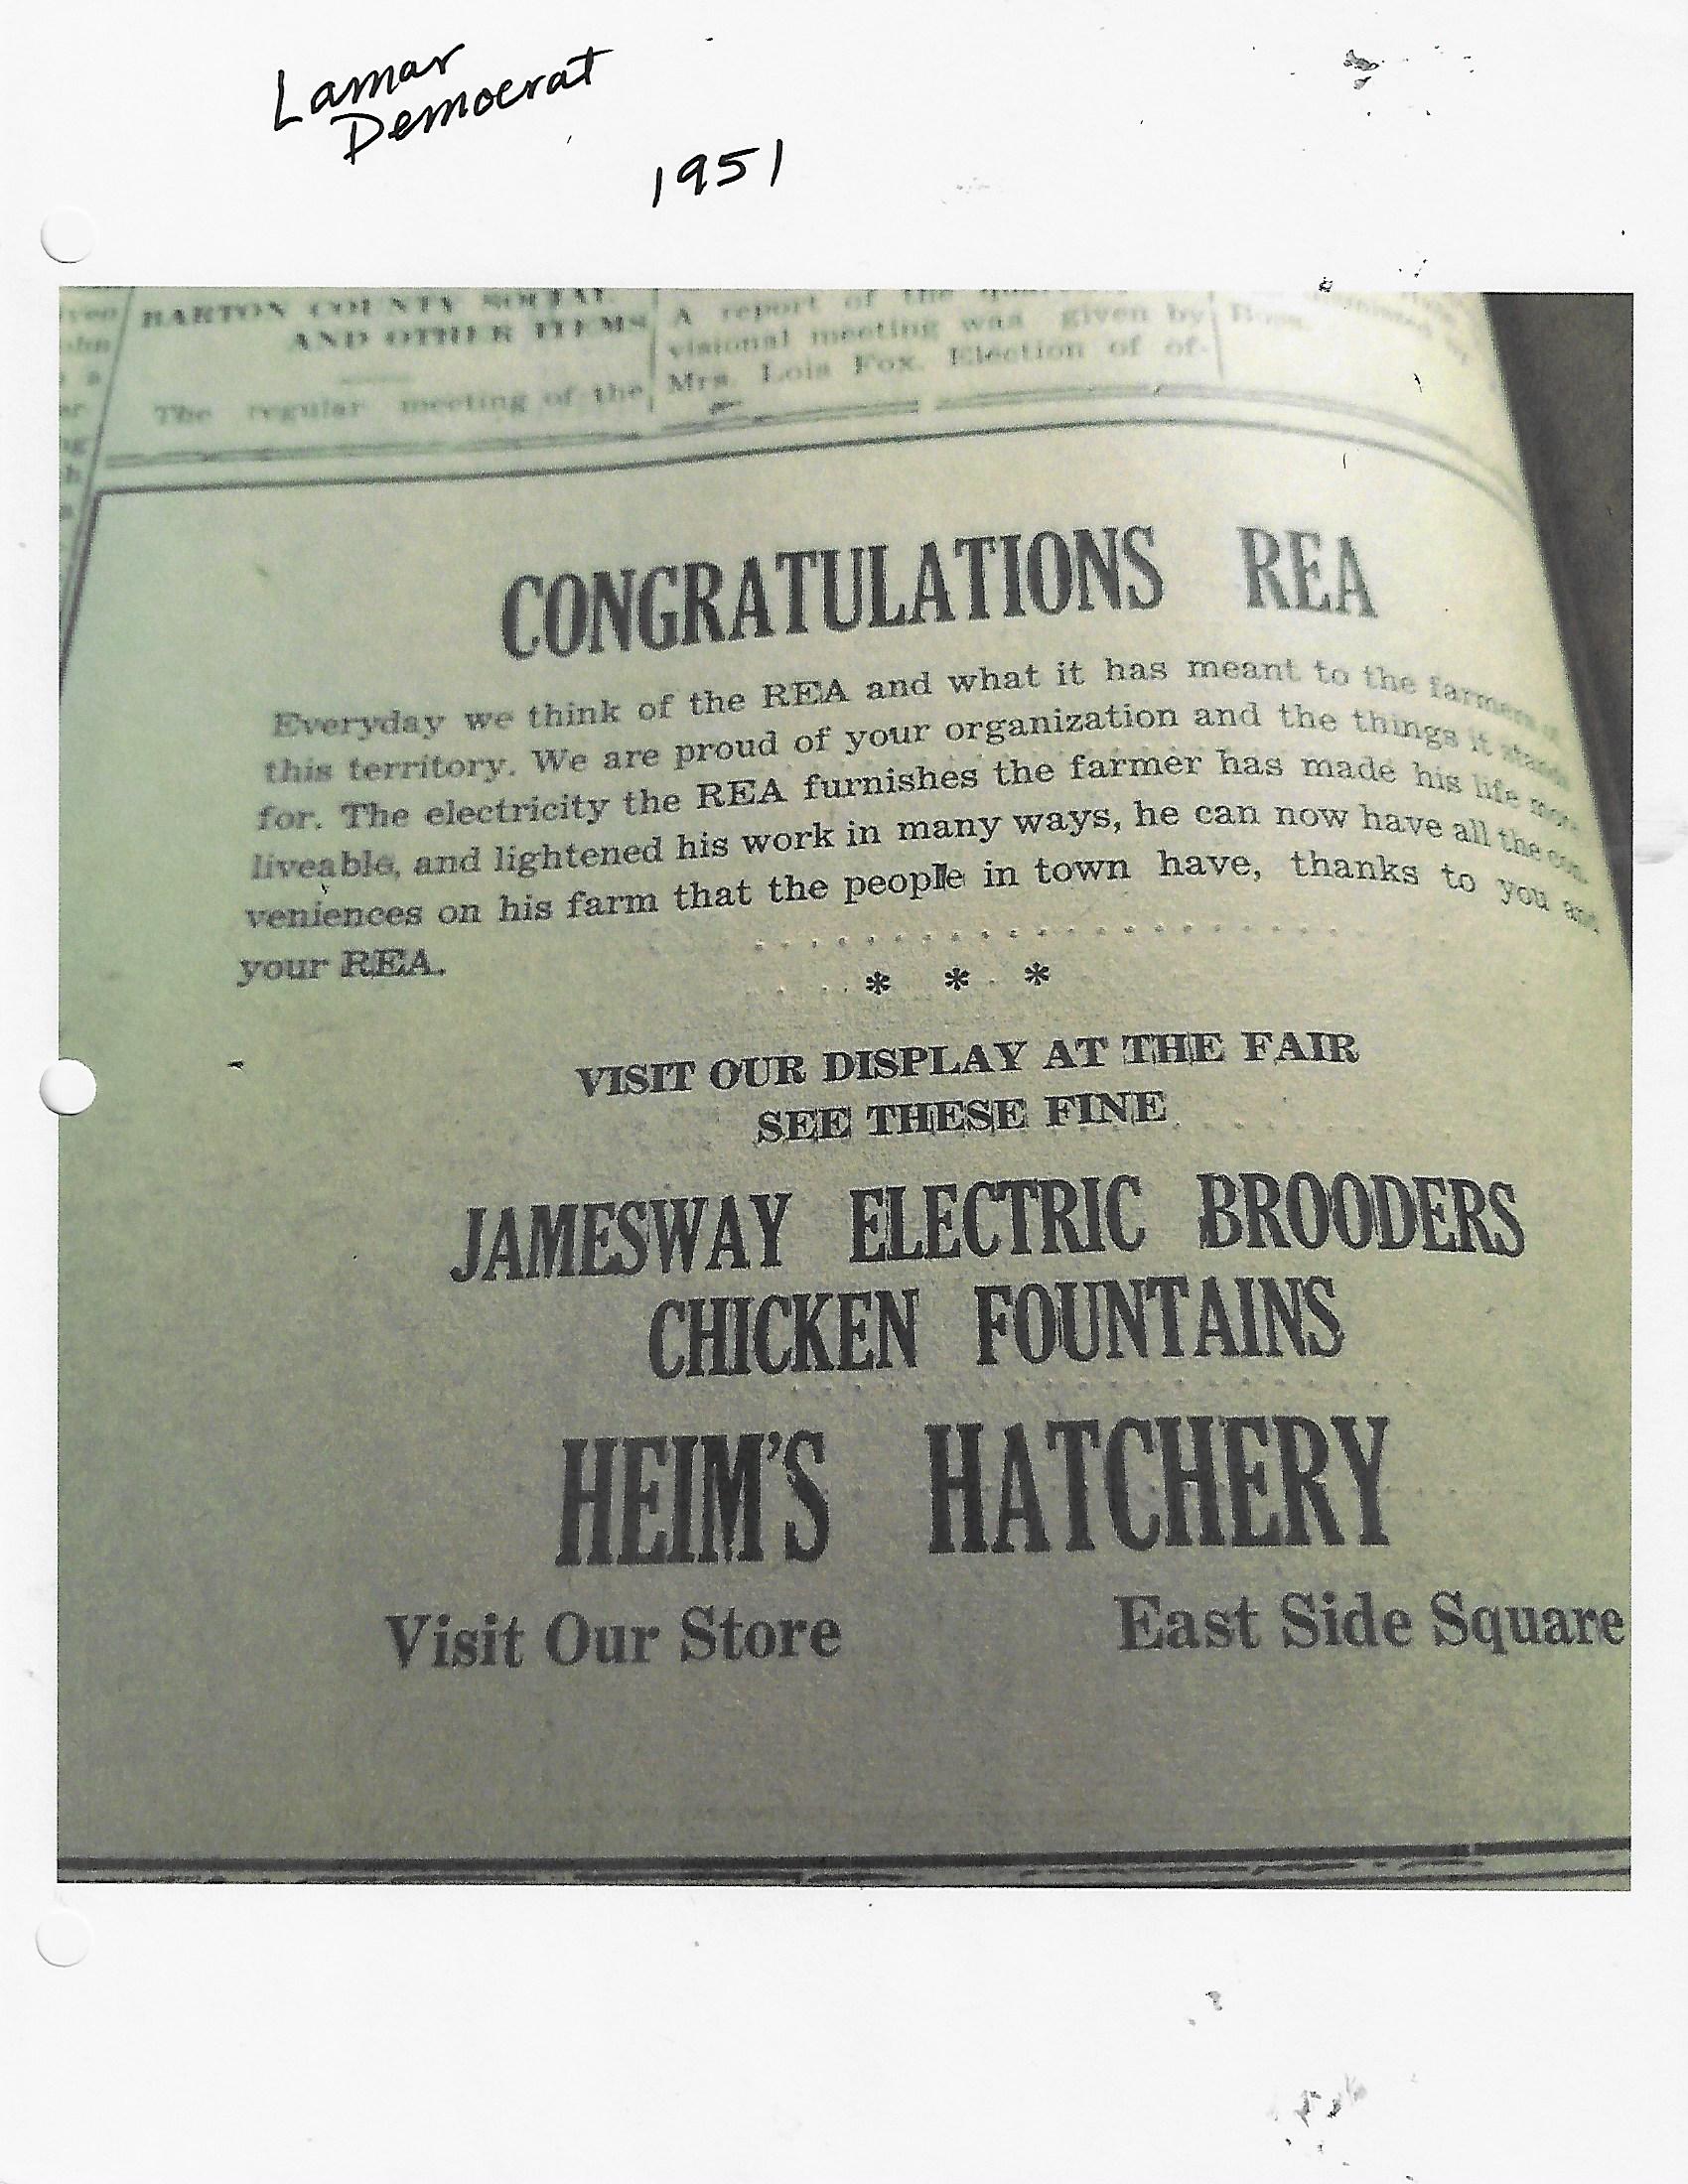 Lamar
Democrat
1951
BARTON COUNTY SOCIAL
AND OTHER ITEMS
The regular meeting of the
A report of the
visional meeting was given by
Mrs. Lois Fox. Election of of-
CONGRATULATIONS REA
Everyday we think of the REA and what it has meant to the farmers of
this territory. We are proud of your organization and the things it stands
for. The electricity the REA furnishes the farmer has made his life more
liveable, and lightened his work in many ways, he can now have all the con-
veniences on his farm that the people in town have, thanks to you and
your REA.
* * *
VISIT OUR DISPLAY AT THE FAIR
SEE THESE FINE
JAMESWAY ELECTRIC BROODERS
CHICKEN FOUNTAINS
HEIM'S HATCHERY
Visit Our Store East Side Square